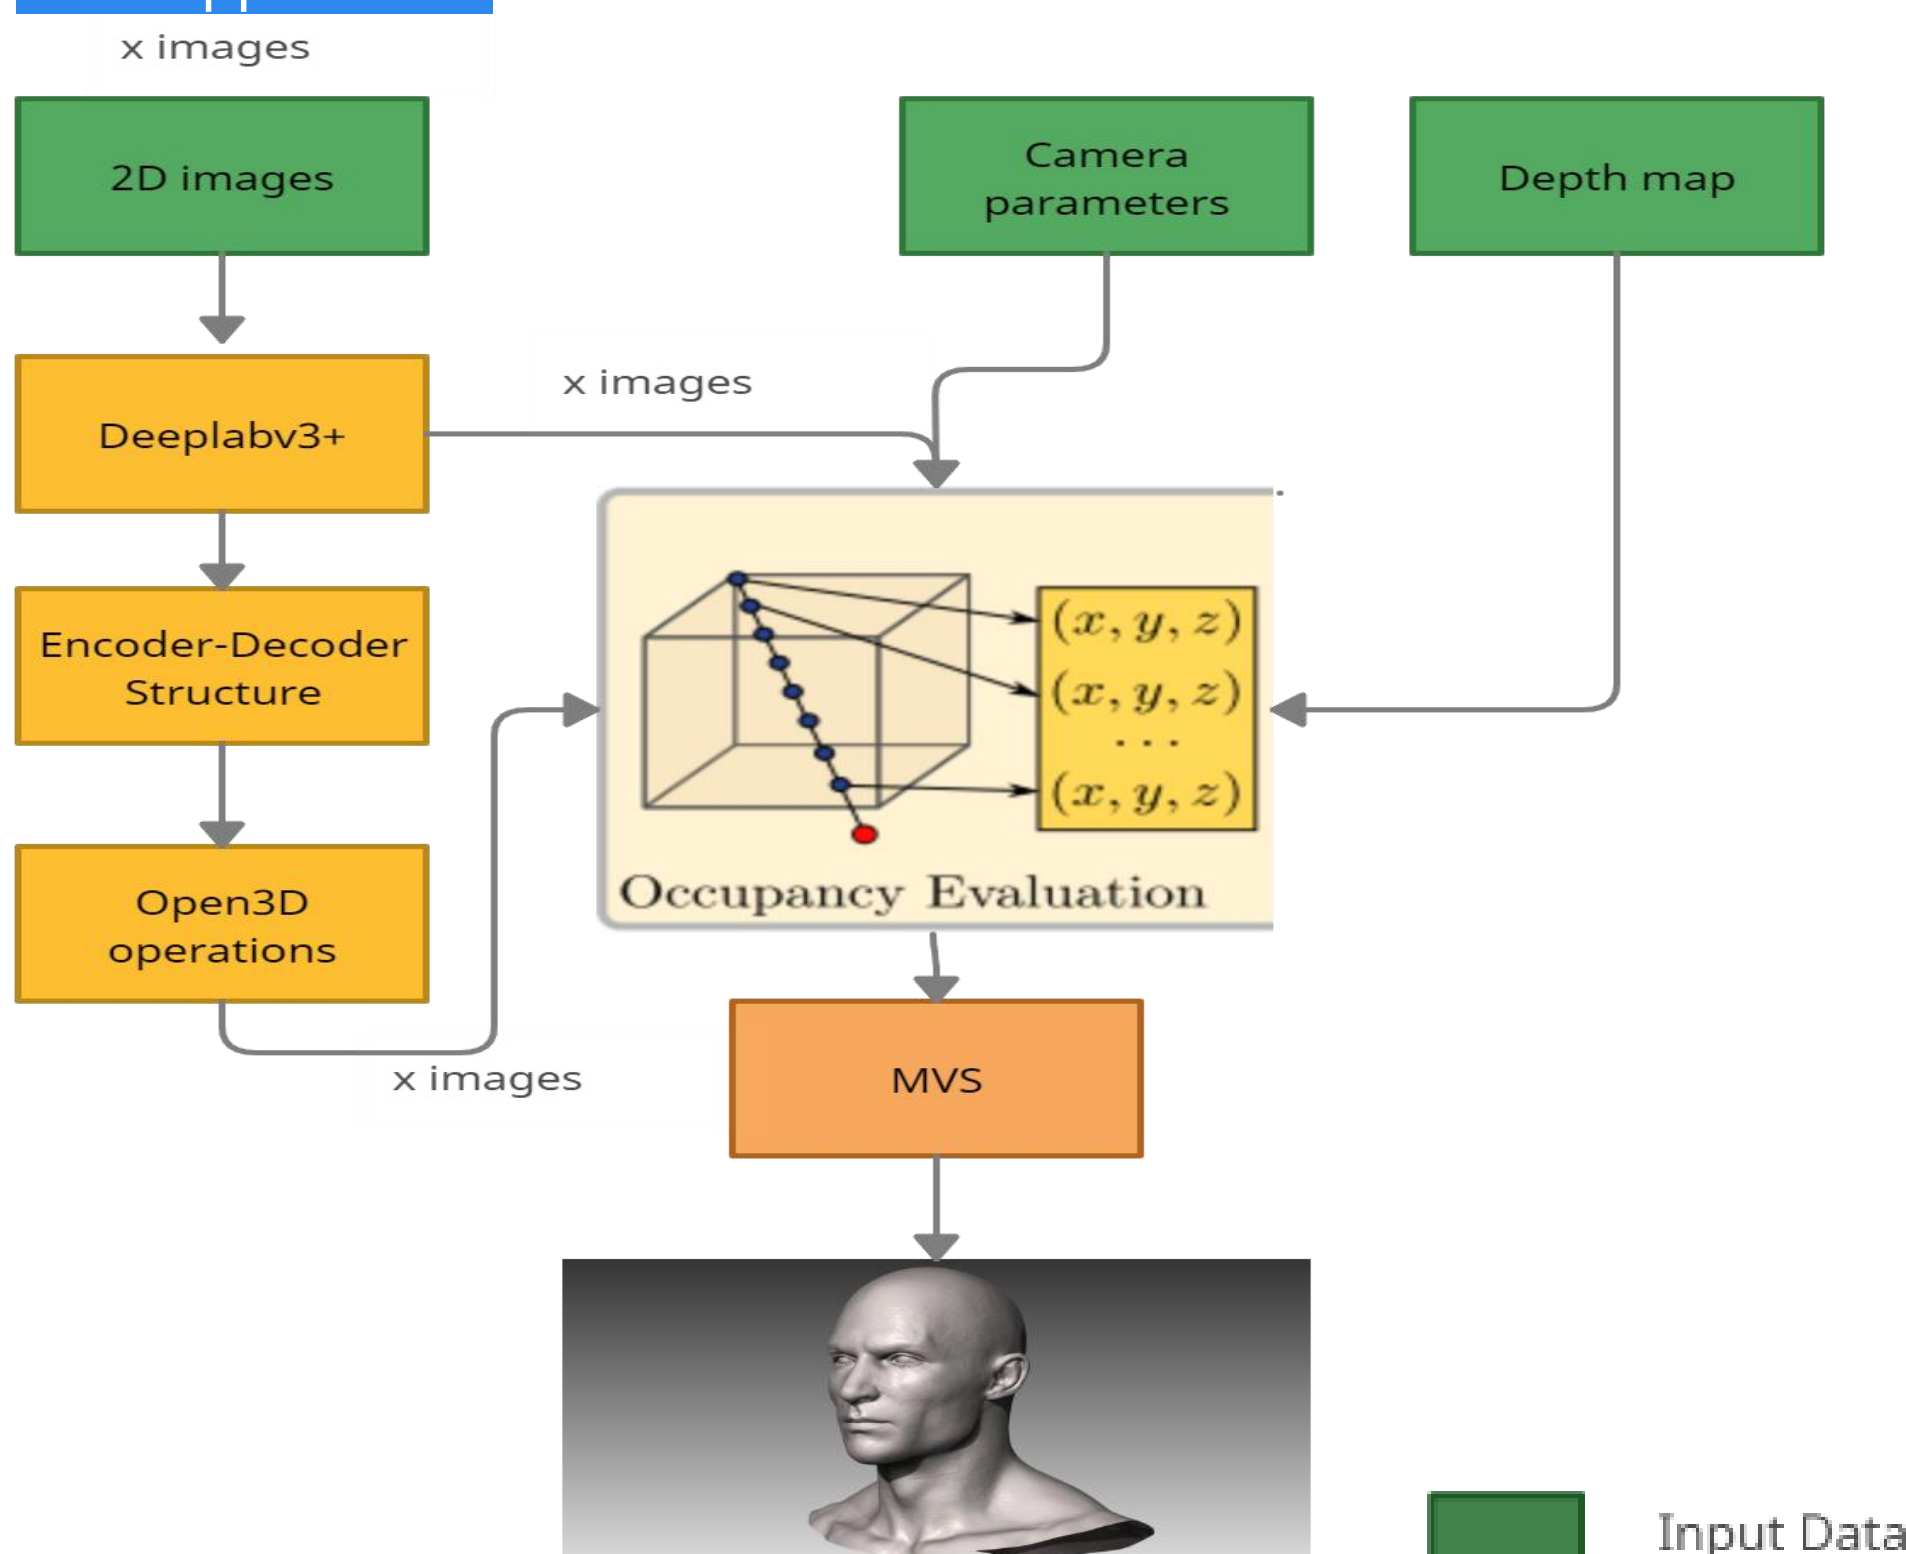 x images
2D images
Camera
parameters
Depth map
x images
Deeplabv3+
Encoder-Decoder
Structure
(x, y, z)
(x, y, z)
...
(x, y, z)
Occupancy Evaluation
Open3D
operations
x images
MVS
Input Data